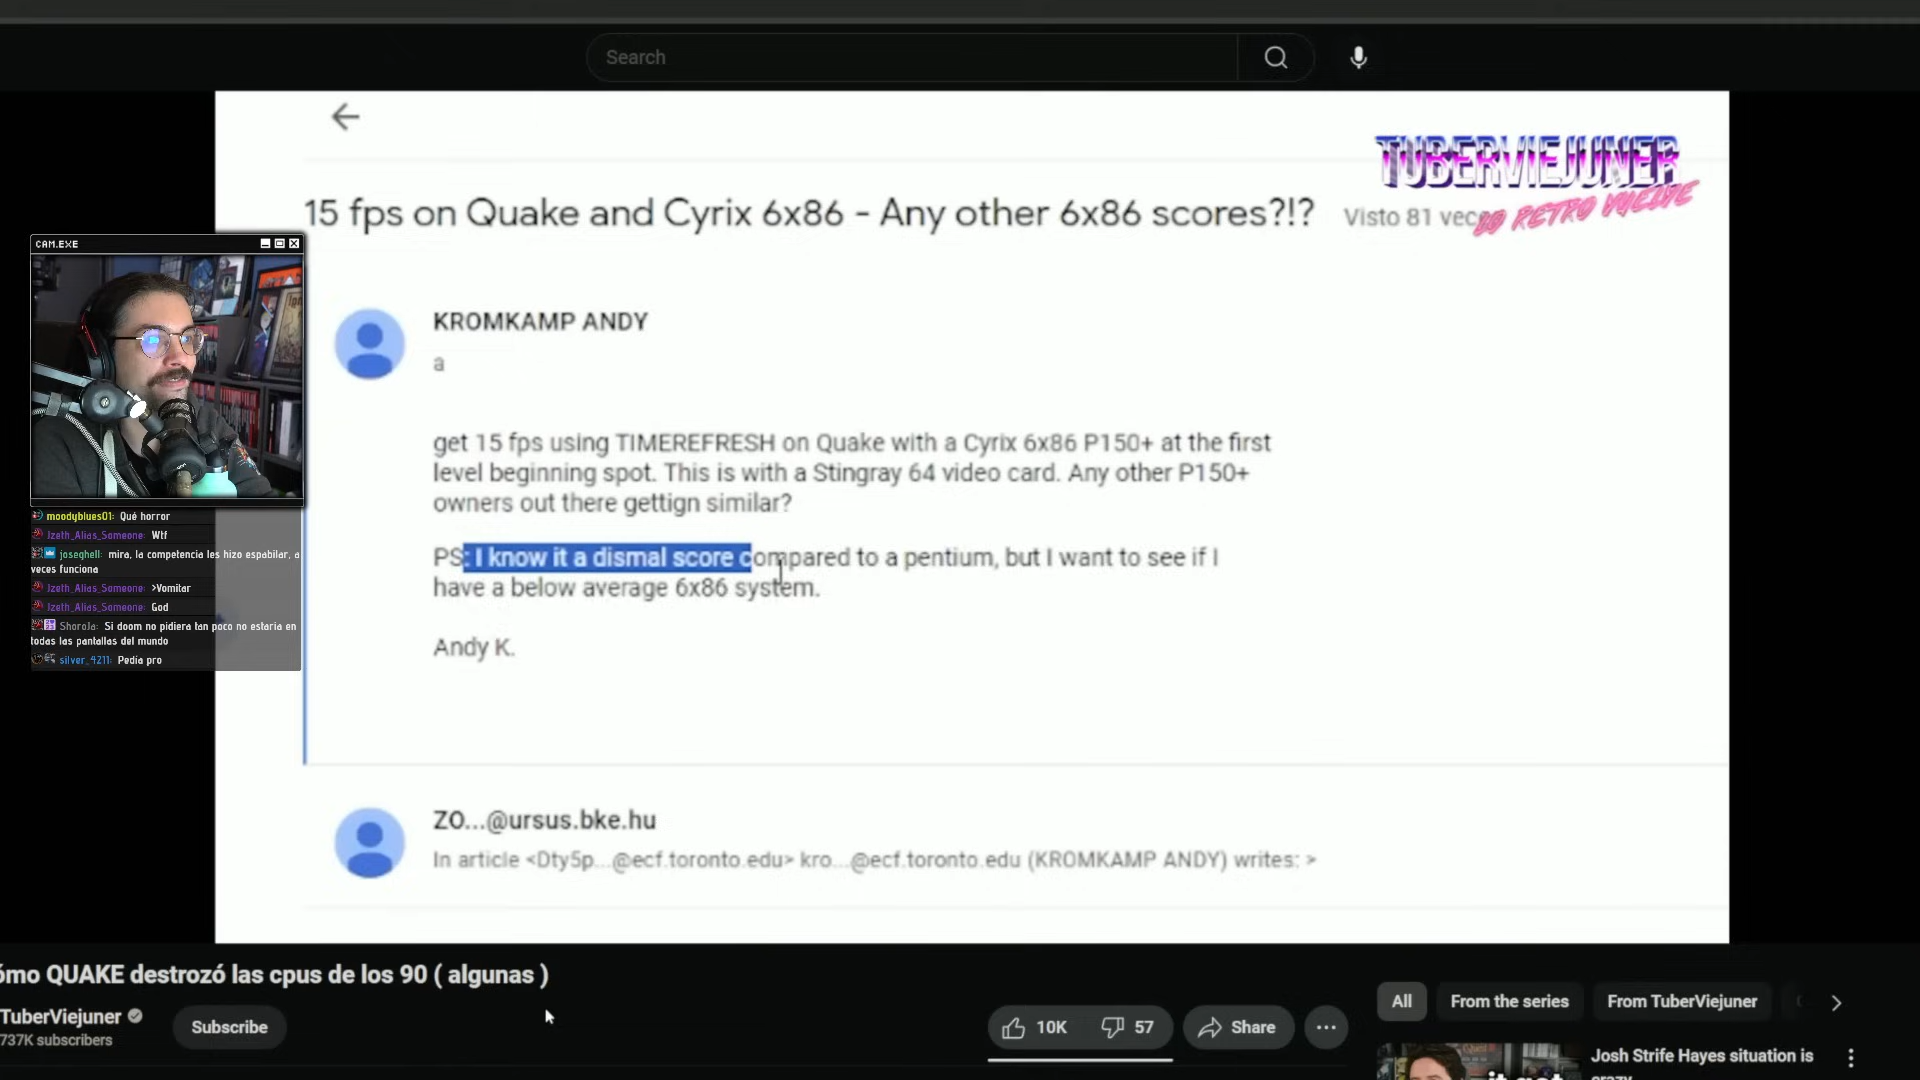 Search
TUBERVIEJUNER
LO RETRO VUELVE
15 fps on Quake and Cyrix 6x86 - Any other 6x86 scores?!?
Visto 81 vec
CAM.EXE
KROMKAMP ANDY
a
get 15 fps using TIMEREFRESH on Quake with a Cyrix 6x86 P150+ at the first
level beginning spot. This is with a Stingray 64 video card. Any other P150+
owners out there gettign similar?
PS: I know it a dismal score compared to a pentium, but I want to see if I
have a below average 6x86 system.
Andy K.
moodyblues01: Qué horror
Jzeth_Alias_Someone: Wtf
joseghell: mira, la competencia les hizo espabilar, a
veces funciona
Jzeth_Alias_Someone: >Vomitar
Jzeth_Alias_Someone: God
ShoroJa: Si doom no pidiera tan poco no estaria en
todas las pantallas del mundo
silver_4211: Pedia pro
ZO...@ursus.bke.hu
In article <Dty5p...@ecf.toronto.edu> kro...@ecf.toronto.edu (KROMKAMP ANDY) writes: >
ómo QUAKE destrozó las cpus de los 90 ( algunas )
TuberViejuner
737K subscribers
Subscribe
10K
57
Share
All
From the series
From TuberViejuner
Josh Strife Hayes situation is